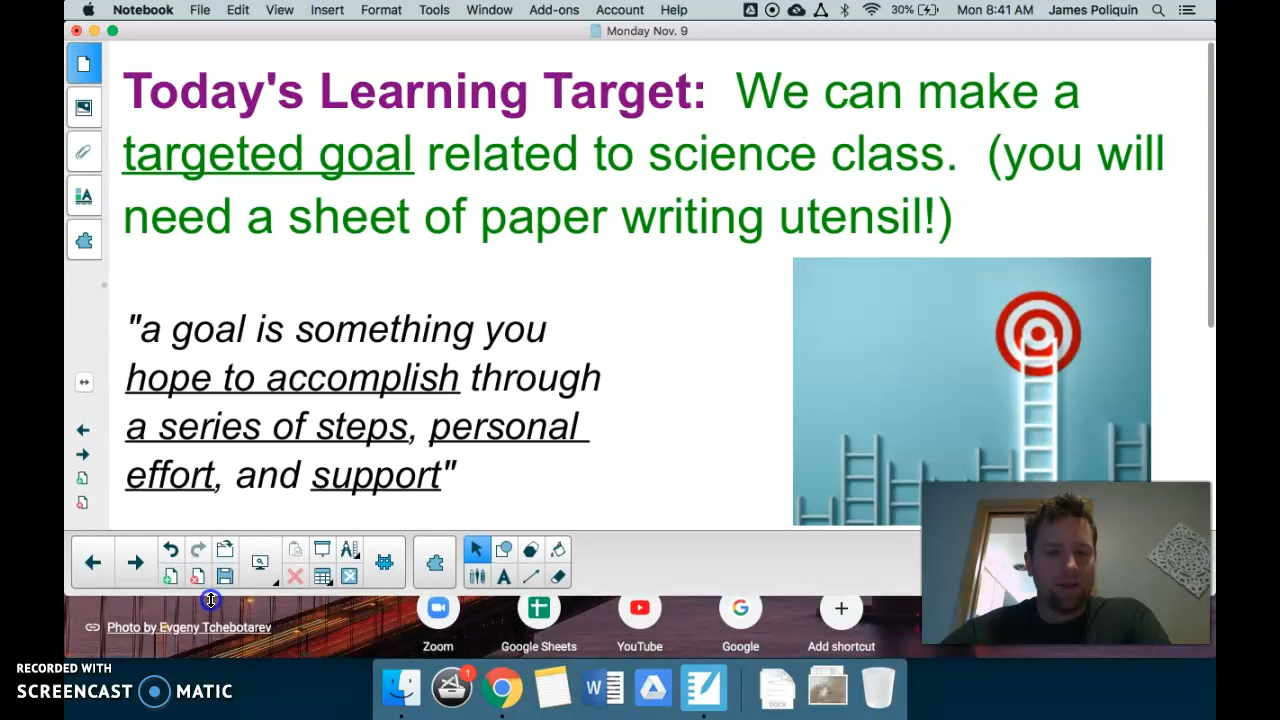 Notebook File Edit View Insert Format Tools Window Add-ons Account Help 30% Mon 8:41 AM James Poliquin
Monday Nov. 9
Today's Learning Target: We can make a
targeted goal related to science class. (you will
need a sheet of paper writing utensil!)
"a goal is something you
hope to accomplish through
a series of steps, personal
effort, and support"
Photo by Evgeny Tchebotarev
Zoom Google Sheets YouTube Google Add shortcut
RECORDED WITH
SCREENCAST MATIC
1
W
DOCX